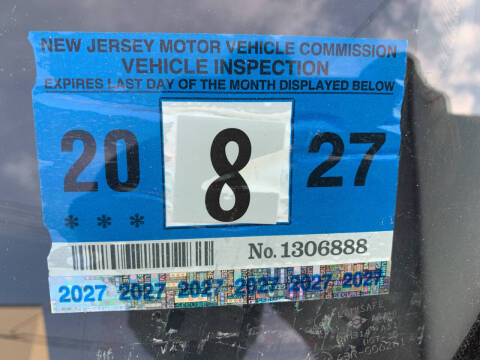 NEW JERSEY MOTOR VEHICLE COMMISSION
VEHICLE INSPECTION
EXPIRES LAST DAY OF THE MONTH DISPLAYED BELOW
20 8 27
***
No. 1306888
2027 2027 2027 2027 2027 2027